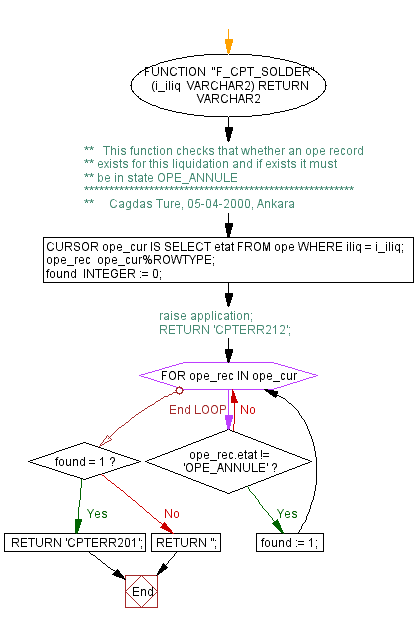 FUNCTION "F_CPT_SOLDER"
(i_iliq VARCHAR2) RETURN
VARCHAR2
** This function checks that whether an ope record
** exists for this liquidation and if exists it must
** be in state OPE_ANNULE
******************************************************
** Cagdas Ture, 05-04-2000, Ankara
CURSOR ope_cur IS SELECT etat FROM ope WHERE iliq = i_iliq;
ope_rec ope_cur%ROWTYPE;
found INTEGER := 0;
raise application;
RETURN 'CPTERR212';
FOR ope_rec IN ope_cur
End LOOP
No
found = 1 ?
ope_rec.etat !=
'OPE_ANNULE' ?
Yes
No
Yes
RETURN 'CPTERR201';
RETURN '';
found := 1;
End